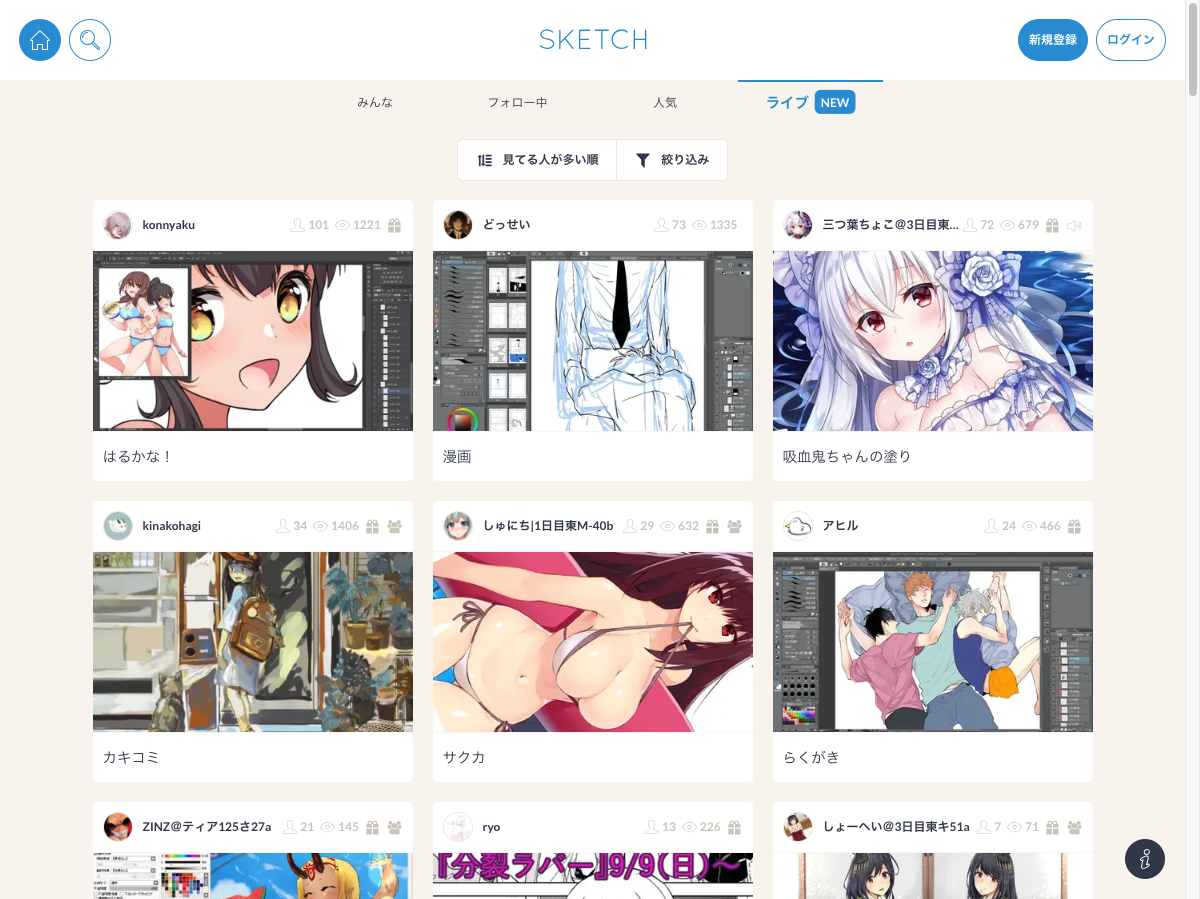 SKETCH
新規登録
ログイン
みんな
フォロー中
人気
ライブ NEW
見てる人が多い順
絞り込み
konnyaku 101 1221
はるかな！
どっせい 73 1335
漫画
三つ葉ちょこ@3日目東... 72 679
吸血鬼ちゃんの塗り
kinakohagi 34 1406
カキコミ
しゅにち|1日目東M-40b 29 632
サクカ
アヒル 24 466
らくがき
ZINZ@ティア125さ27a 21 145
ryo 13 226
『分裂ラバー』9/9(日)〜
しょーへい@3日目東キ51a 7 71